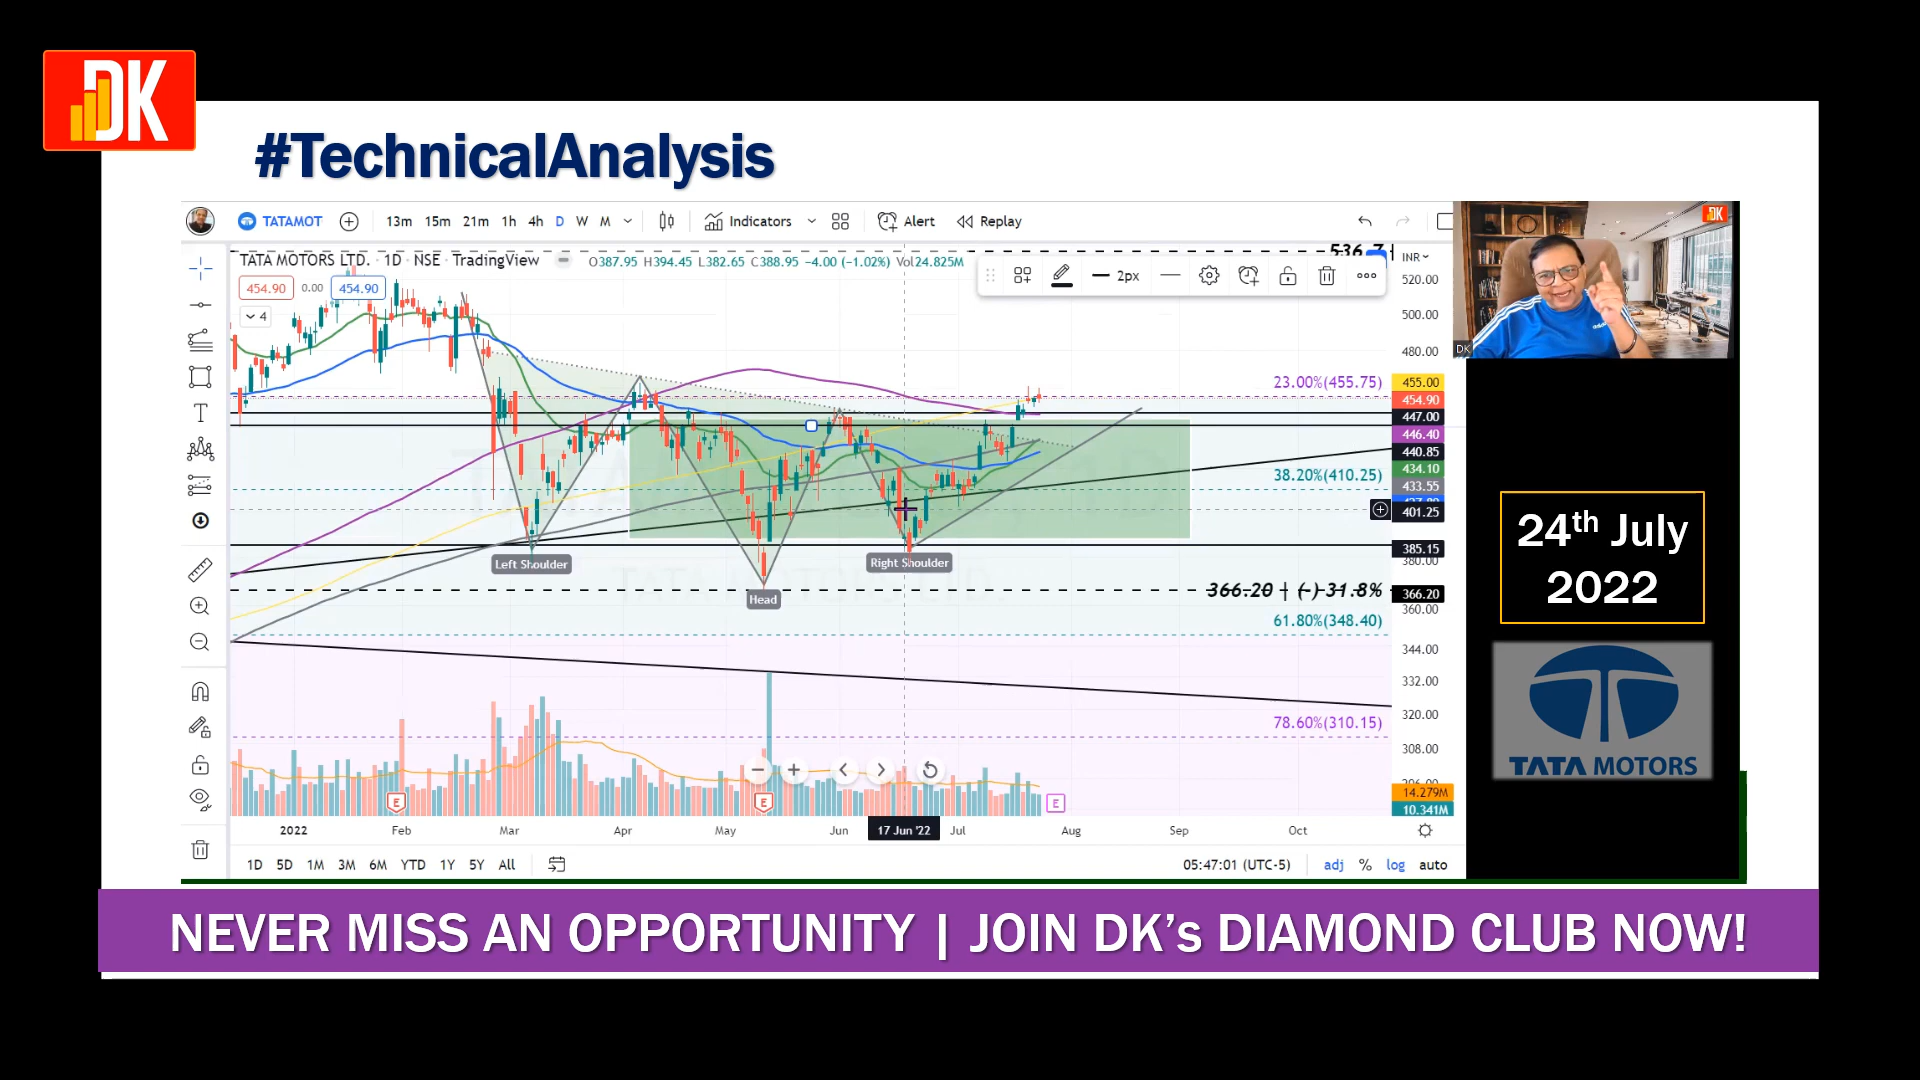 DK
#TechnicalAnalysis
TATAMOT 13m 15m 21m 1h 4h D W M Indicators Alert Replay
DK
TATA MOTORS LTD. · 1D · NSE · TradingView O387.95 H394.45 L382.65 C388.95 −4.00 (−1.02%) Vol24.825M
INR
454.90 0.00 454.90
2px
4
520.00
500.00
480.00
DK
23.00%(455.75) 455.00
454.90
447.00
446.40
440.85
38.20%(410.25) 434.10
433.55
401.25
385.15
380.00
Left Shoulder
Right Shoulder
Head
366.20 | (-) 31.8% 366.20
360.00
61.80%(348.40)
344.00
332.00
320.00
78.60%(310.15)
308.00
14.279M
10.341M
E E E
2022 Feb Mar Apr May Jun 17 Jun '22 Jul Aug Sep Oct
1D 5D 1M 3M 6M YTD 1Y 5Y All 05:47:01 (UTC-5) adj % log auto
24th July
2022
TATA MOTORS
NEVER MISS AN OPPORTUNITY | JOIN DK's DIAMOND CLUB NOW!